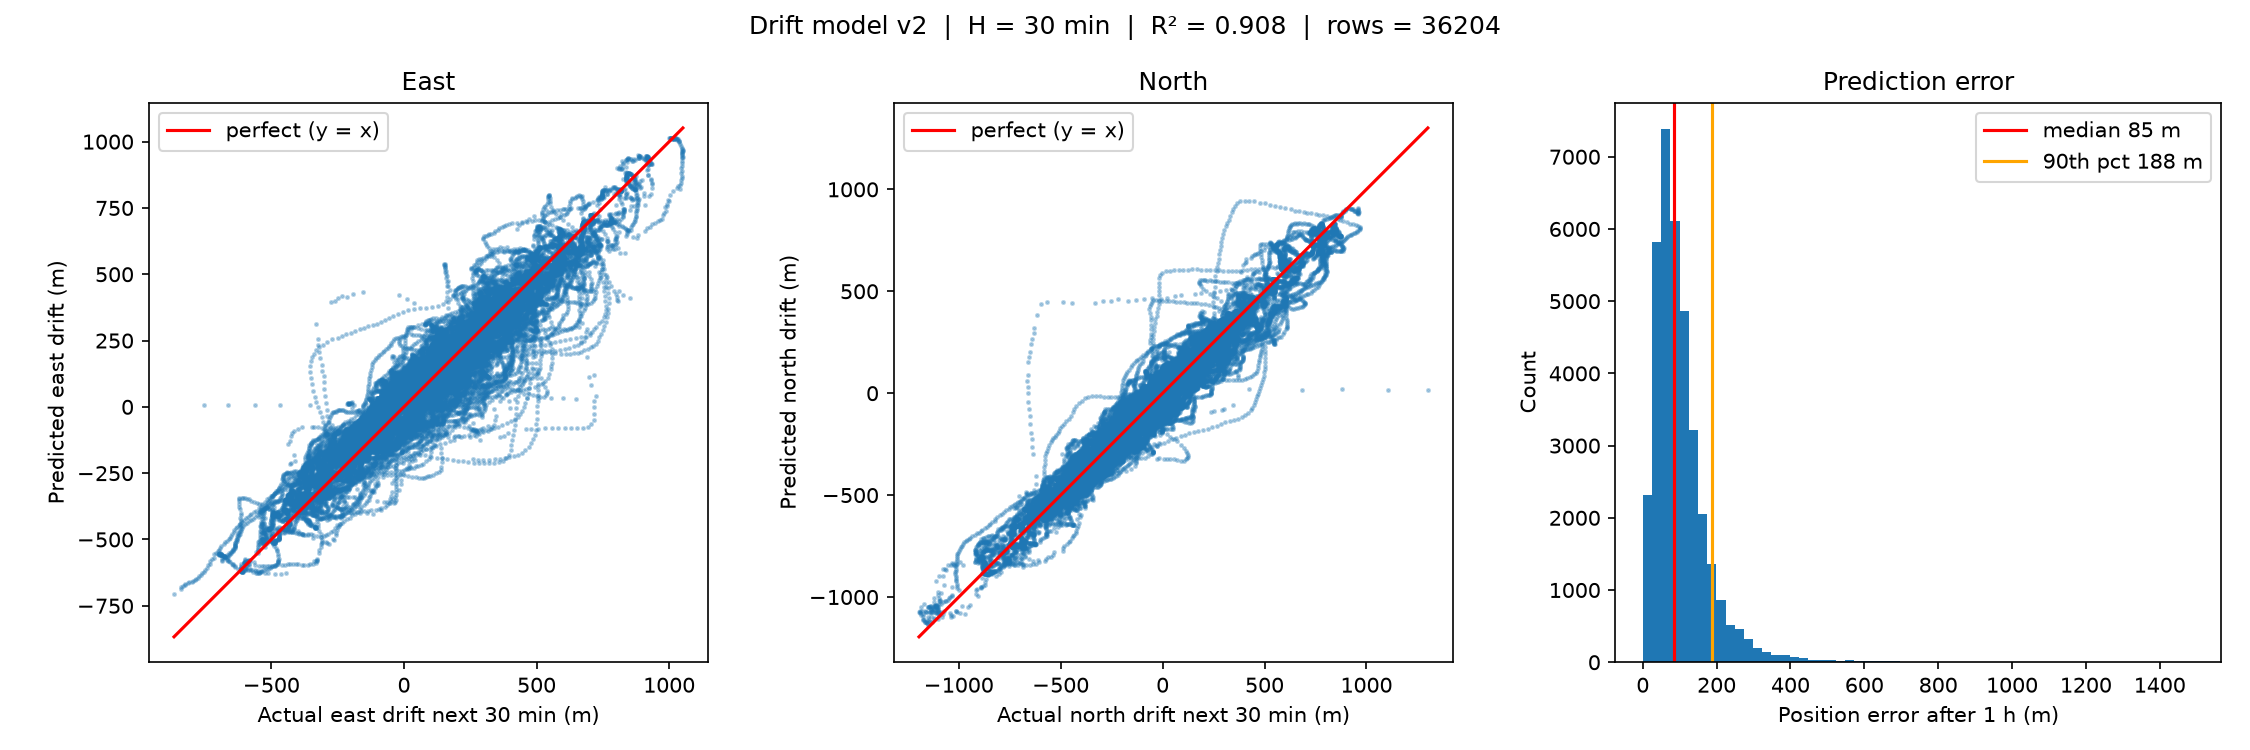 Drift model v2 | H = 30 min | R² = 0.908 | rows = 36204
East
perfect (y = x)
1000
750
500
250
0
−250
−500
−750
Predicted east drift (m)
−500 0 500 1000
Actual east drift next 30 min (m)
North
perfect (y = x)
1000
500
0
−500
−1000
Predicted north drift (m)
−1000 −500 0 500 1000
Actual north drift next 30 min (m)
Prediction error
median 85 m
90th pct 188 m
7000
6000
5000
4000
3000
2000
1000
0
Count
0 200 400 600 800 1000 1200 1400
Position error after 1 h (m)